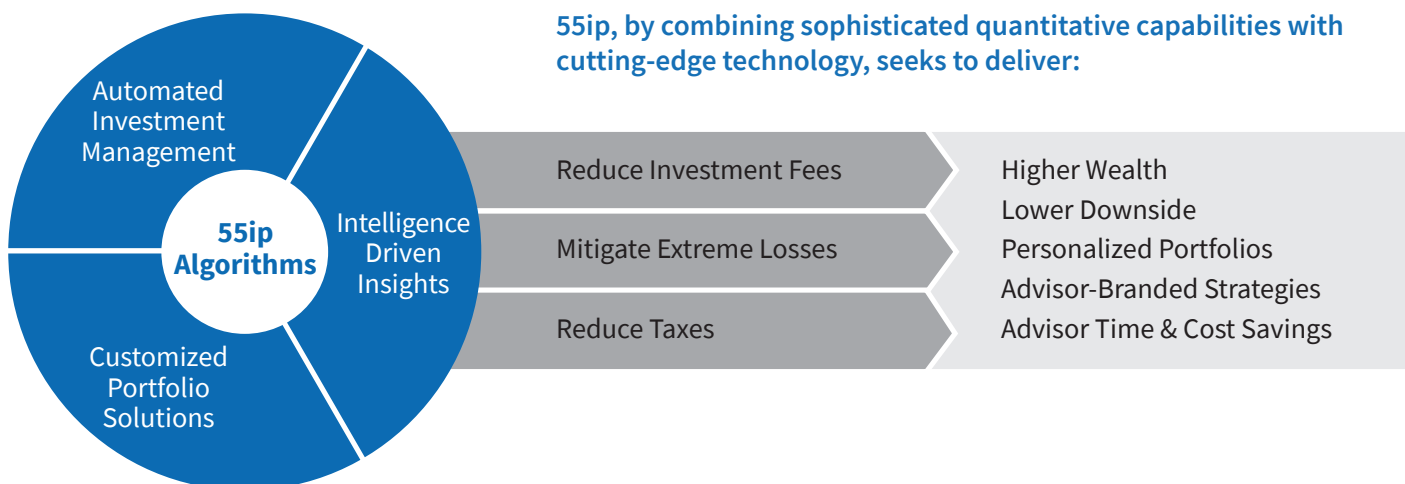 55ip, by combining sophisticated quantitative capabilities with
cutting-edge technology, seeks to deliver:
Automated
Investment
Management
55ip
Algorithms
Intelligence
Driven
Insights
Customized
Portfolio
Solutions
Reduce Investment Fees
Mitigate Extreme Losses
Reduce Taxes
Higher Wealth
Lower Downside
Personalized Portfolios
Advisor-Branded Strategies
Advisor Time & Cost Savings